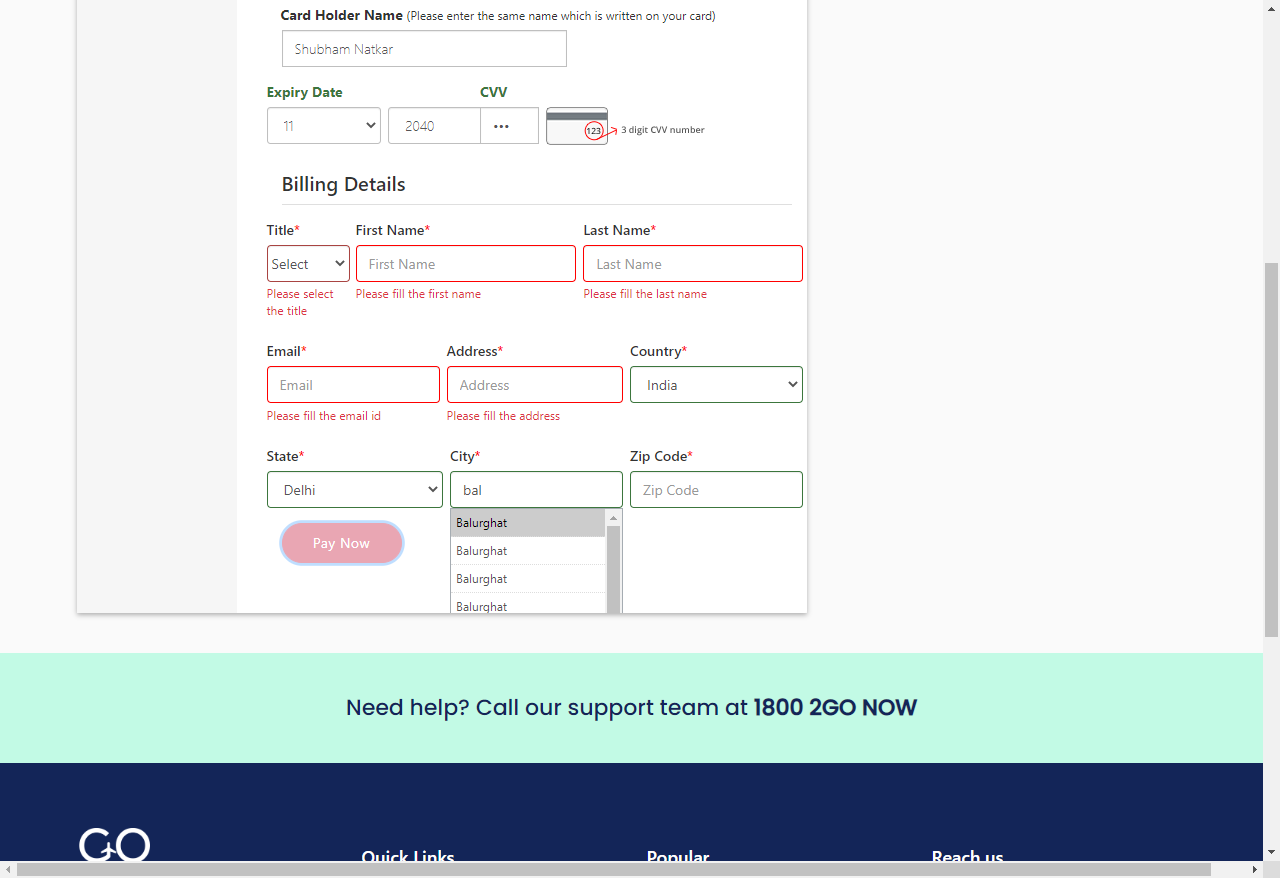 Card Holder Name (Please enter the same name which is written on your card)
Shubham Natkar
Expiry Date CVV
11 2040 ••• 123 3 digit CVV number
Billing Details
Title* First Name* Last Name*
Select First Name Last Name
Please select the title Please fill the first name Please fill the last name
Email* Address* Country*
Email Address India
Please fill the email id Please fill the address
State* City* Zip Code*
Delhi bal Zip Code
Balurghat
Pay Now
Balurghat
Balurghat
Balurghat
Need help? Call our support team at 1800 2GO NOW
GO
Quick Links Popular Reach us